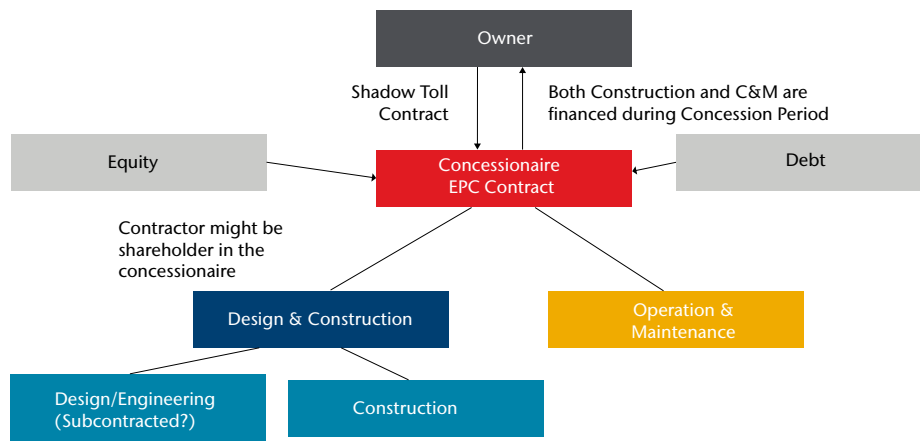 Owner
Shadow Toll
Contract
Both Construction and C&M are
financed during Concession Period
Equity
Concessionaire
EPC Contract
Debt
Contractor might be
shareholder in the
concessionaire
Design & Construction
Operation &
Maintenance
Design/Engineering
(Subcontracted?)
Construction